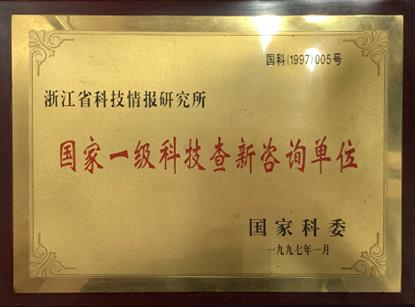 国科(1997)005号
浙江省科技情报研究所
国家一级科技查新咨询单位
国家科委
一九九七年一月